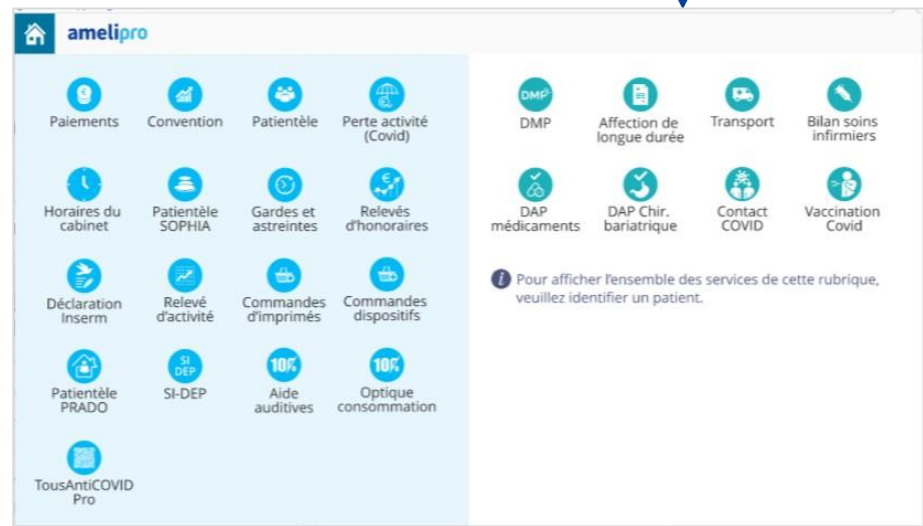 amelipro
Paiements
Convention
Patientèle
Perte activité
(Covid)
Horaires du
cabinet
Patientèle
SOPHIA
Gardes et
astreintes
Relevés
d'honoraires
Déclaration
Inserm
Relevé
d'activité
Commandes
d'imprimés
Commandes
dispositifs
Patientèle
PRADO
SI
DEP
SI-DEP
10%
Aide
auditives
10%
Optique
consommation
TousAntiCOVID
Pro
DMP
DMP
Affection de
longue durée
Transport
Bilan soins
infirmiers
DAP
médicaments
DAP Chir.
bariatrique
Contact
COVID
Vaccination
Covid
i Pour afficher l'ensemble des services de cette rubrique,
veuillez identifier un patient.